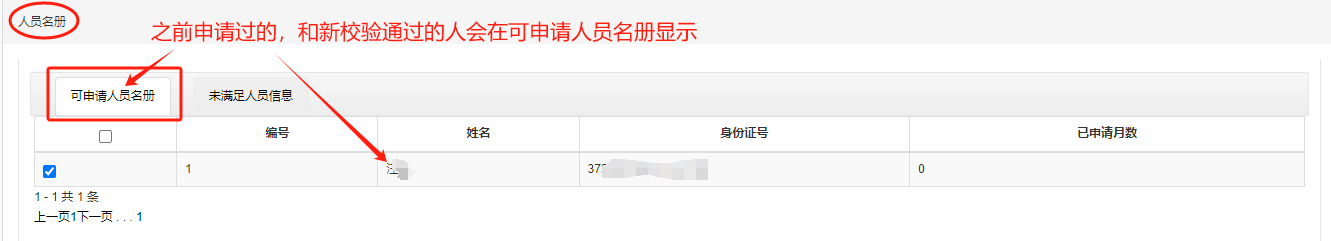 人员名册
之前申请过的，和新校验通过的人会在可申请人员名册显示
可申请人员名册 未满足人员信息
编号 姓名 身份证号 已申请月数
1 373 0
1 - 1 共 1 条
上一页1下一页 . . . 1